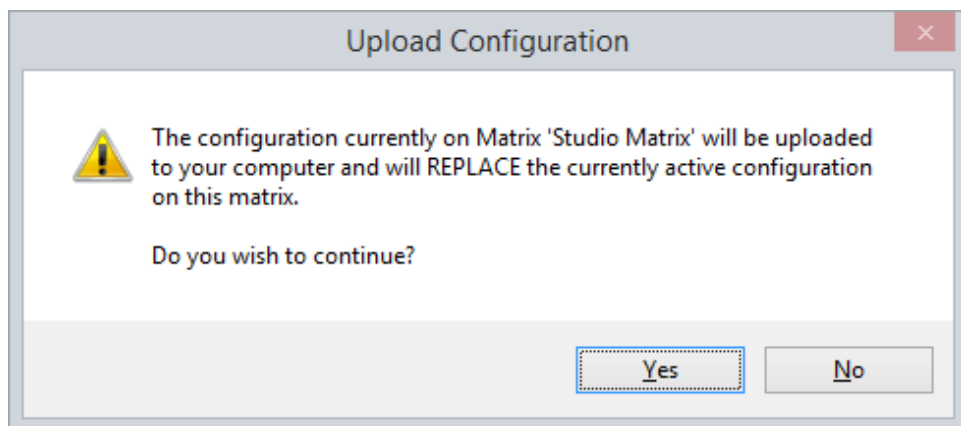 Upload Configuration
The configuration currently on Matrix 'Studio Matrix' will be uploaded
to your computer and will REPLACE the currently active configuration
on this matrix.
Do you wish to continue?
Yes
No